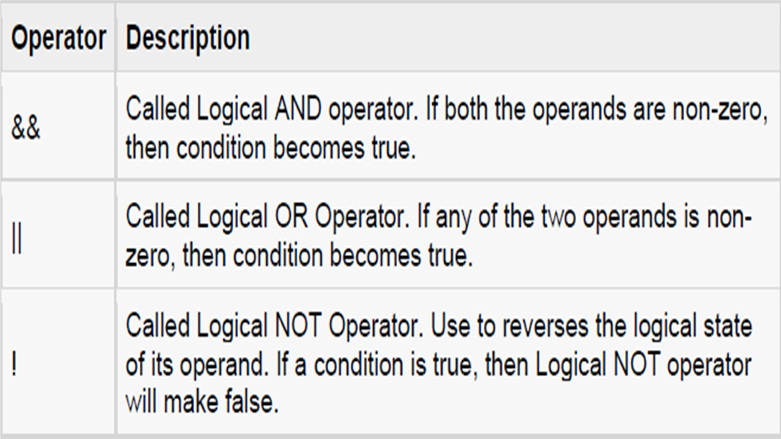 Operator Description
&& Called Logical AND operator. If both the operands are non-zero,
then condition becomes true.
|| Called Logical OR Operator. If any of the two operands is non-
zero, then condition becomes true.
Called Logical NOT Operator. Use to reverses the logical state
! of its operand. If a condition is true, then Logical NOT operator
will make false.